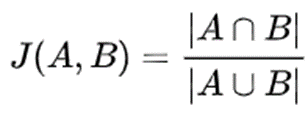 J(A, B) = |A ∩ B| / |A ∪ B|